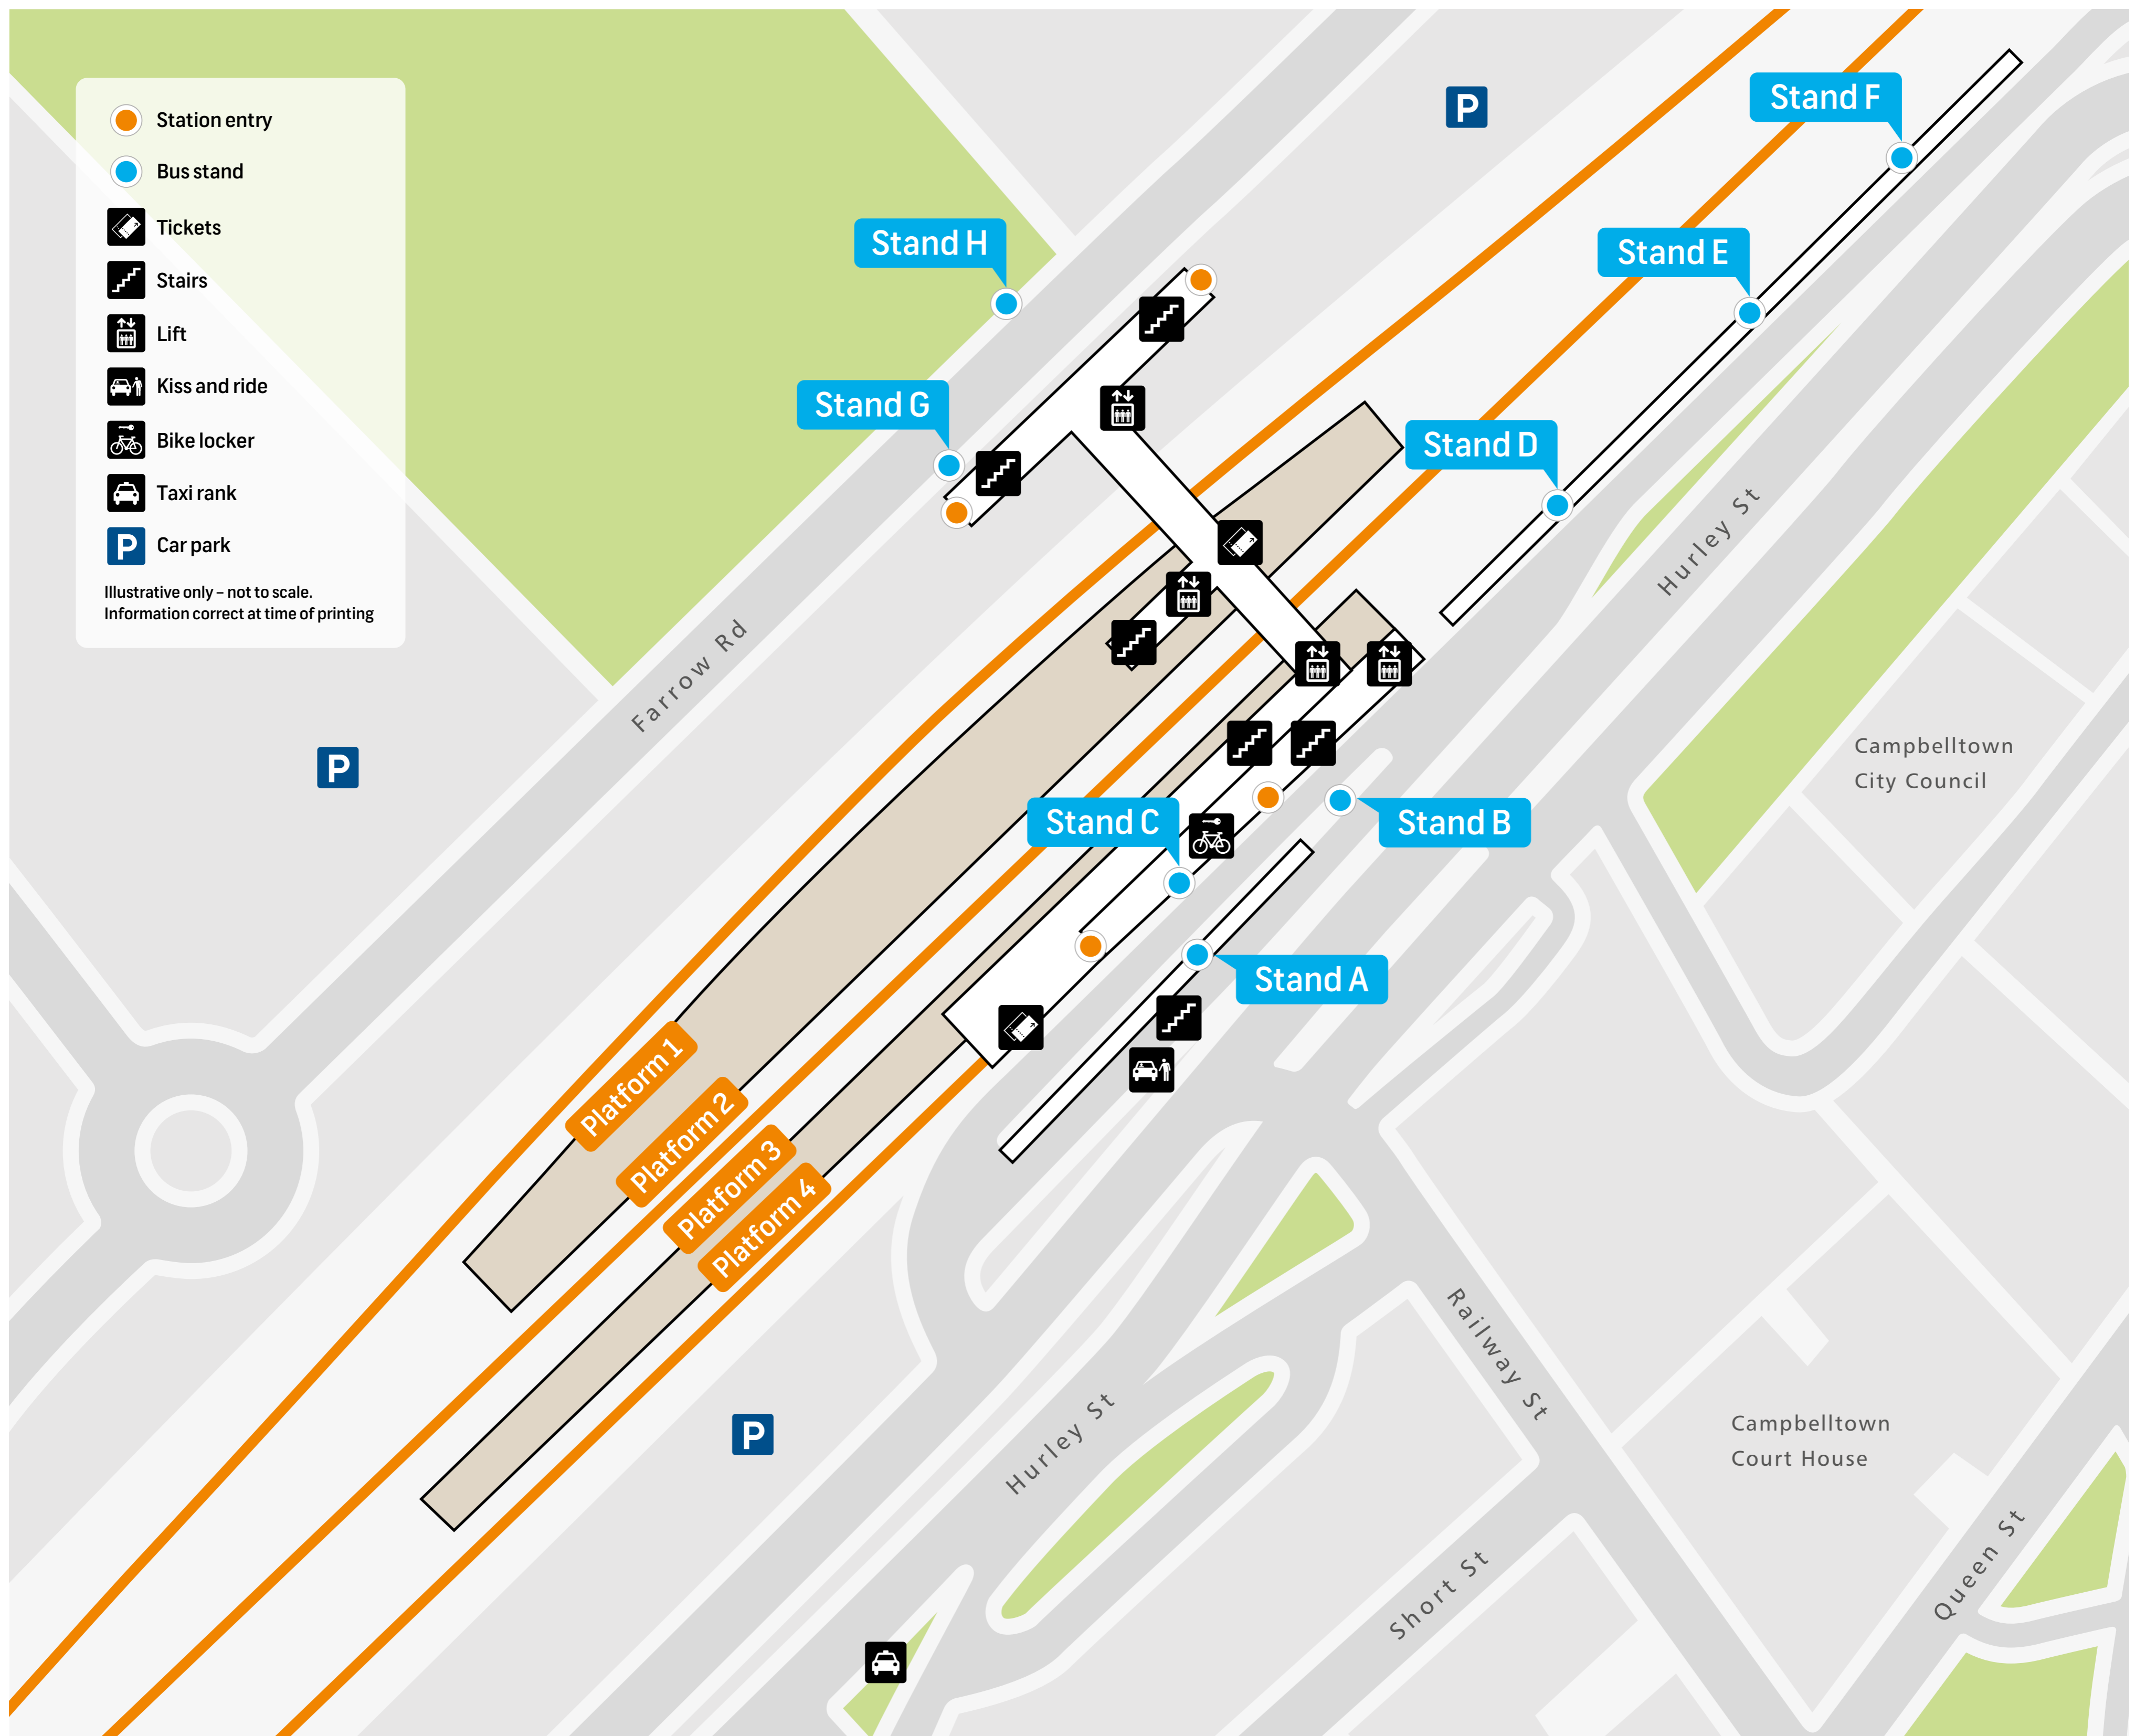 Station entry
Bus stand
Tickets
Stairs
Lift
Kiss and ride
Bike locker
Taxi rank
P Car park
Illustrative only – not to scale.
Information correct at time of printing
P
Stand F
Stand H
Stand E
Stand G
Stand D
Hurley St
Farrow Rd
P
Campbelltown
City Council
Stand C
Stand B
Stand A
Platform 1
Platform 2
Platform 3
Platform 4
Railway St
P
Hurley St
Campbelltown
Court House
Short St
Queen St